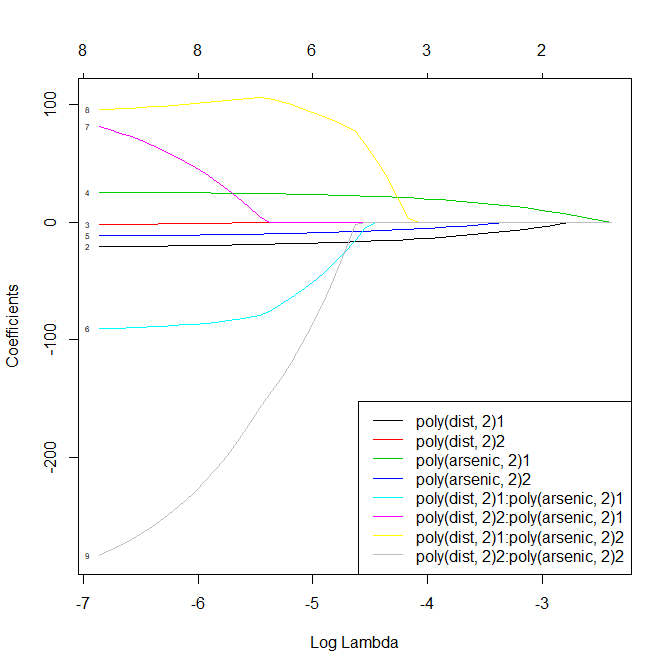 8 8 6 3 2
Coefficients
100
0
-100
-200
8
7
4
3
5
2
6
9
poly(dist, 2)1
poly(dist, 2)2
poly(arsenic, 2)1
poly(arsenic, 2)2
poly(dist, 2)1:poly(arsenic, 2)1
poly(dist, 2)2:poly(arsenic, 2)1
poly(dist, 2)1:poly(arsenic, 2)2
poly(dist, 2)2:poly(arsenic, 2)2
-7 -6 -5 -4 -3
Log Lambda